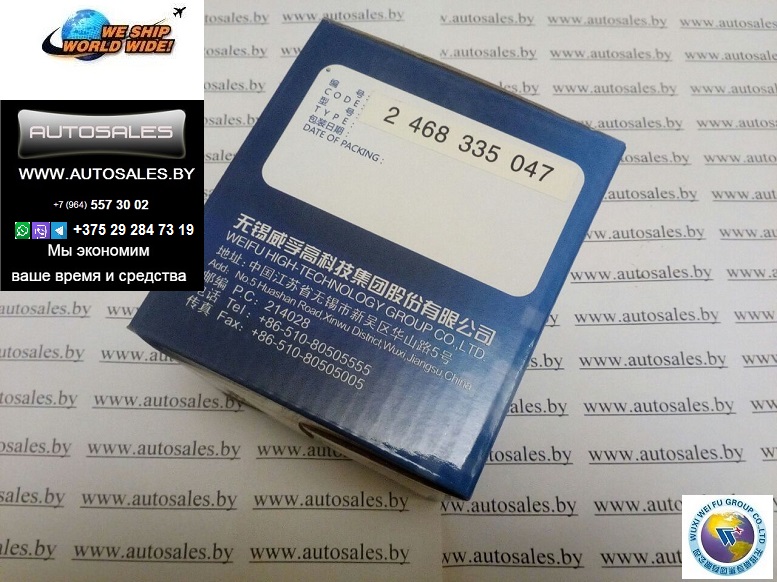 WE SHIP
WORLD WIDE!
AUTOSALES
WWW.AUTOSALES.BY
+7 (964) 557 30 02
+375 29 284 73 19
Мы экономим
ваше время и средства
编 号:
CODE:
型 号:
TYPE:
包装日期:
DATE OF PACKING:
2 468 335 047
无锡威孚高科技集团股份有限公司
WEIFU HIGH-TECHNOLOGY GROUP CO.,LTD.
地址: 中国江苏省无锡市新吴区华山路5号
Add: No.5 Huashan Road, Xinwu District, Wuxi, Jiangsu, China
邮编 P.C: 214028
电话 Tel: +86-510-80505555
传真 Fax: +86-510-80505005
www.autosales.by
WUXI WEI FU GROUP CO.,LTD